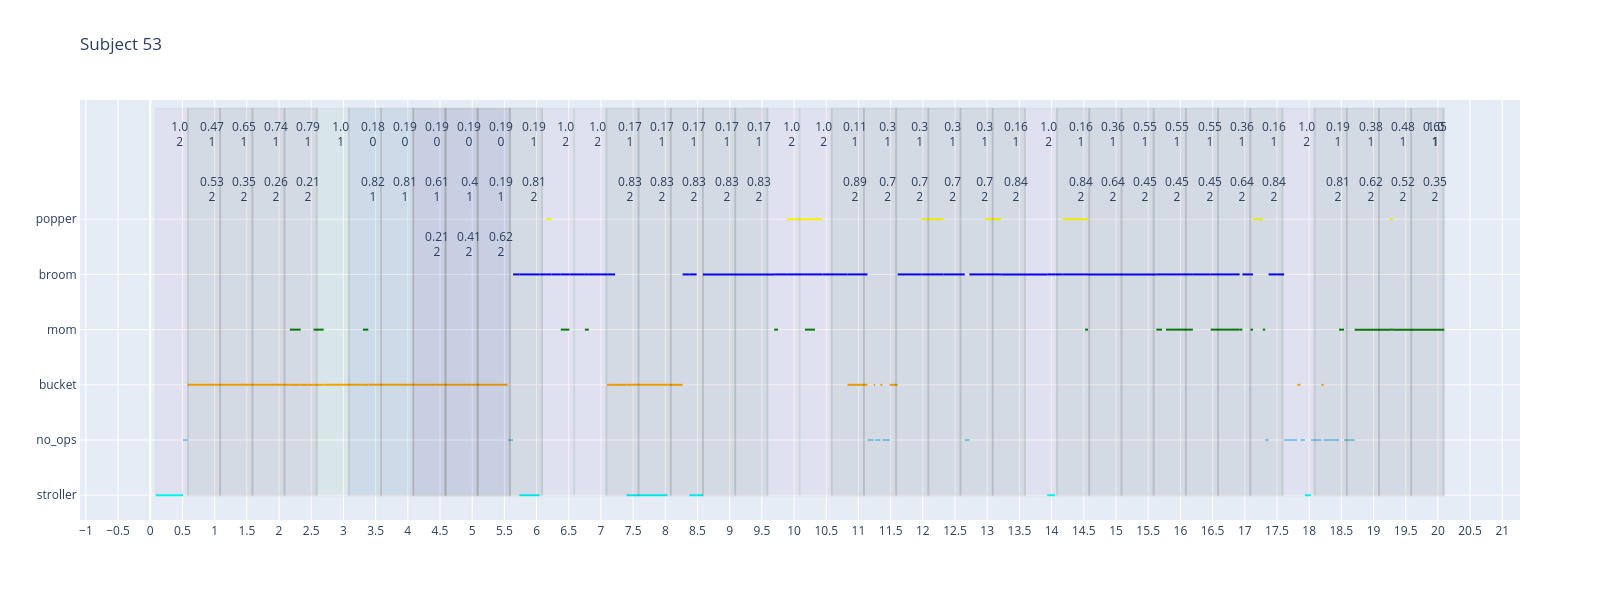 Subject 53
1.0 0.47 0.65 0.74 0.79 1.0 0.18 0.19 0.19 0.19 0.19 0.19 1.0 1.0 0.17 0.17 0.17 0.17 0.17 1.0 1.0 0.11 0.3 0.3 0.3 0.3 0.16 1.0 0.16 0.36 0.55 0.55 0.55 0.36 0.16 1.0 0.19 0.38 0.48
2 1 1 1 1 1 0 0 0 0 0 1 2 2 1 1 1 1 1 2 2 1 1 1 1 1 1 2 1 1 1 1 1 1 1 2 1 1 1
0.53 0.35 0.26 0.21 0.82 0.81 0.61 0.4 0.19 0.81 0.83 0.83 0.83 0.83 0.83 0.89 0.7 0.7 0.7 0.7 0.84 0.84 0.64 0.45 0.45 0.45 0.64 0.84 0.81 0.62 0.52 0.35
2 2 2 2 1 1 1 1 1 2 2 2 2 2 2 2 2 2 2 2 2 2 2 2 2 2 2 2 2 2 2 2
popper
0.21 0.41 0.62
2 2 2
broom
mom
bucket
no_ops
stroller
−1 −0.5 0 0.5 1 1.5 2 2.5 3 3.5 4 4.5 5 5.5 6 6.5 7 7.5 8 8.5 9 9.5 10 10.5 11 11.5 12 12.5 13 13.5 14 14.5 15 15.5 16 16.5 17 17.5 18 18.5 19 19.5 20 20.5 21